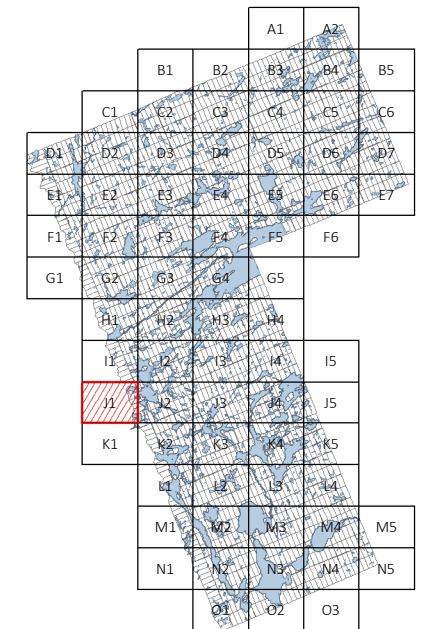 A1 A2
B1 B2 B3 B4 B5
C1 C2 C3 C4 C5 C6
D1 D2 D3 D4 D5 D6 D7
E1 E2 E3 E4 E5 E6 E7
F1 F2 F3 F4 F5 F6
G1 G2 G3 G4 G5
H1 H2 H3 H4
I1 I2 I3 I4 I5
J1 J2 J3 J4 J5
K1 K2 K3 K4 K5
L1 L2 L3 L4
M1 M2 M3 M4 M5
N1 N2 N3 N4 N5
O1 O2 O3